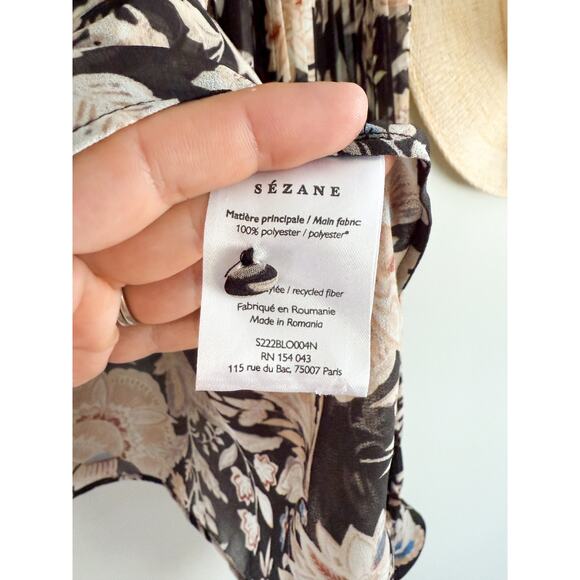 SÉZANE
Matière principale / Main fabric
100% polyester / polyester*
/ recycled fiber
Fabriqué en Roumanie
Made in Romania
S222BLO004N
RN 154 043
115 rue du Bac, 75007 Paris